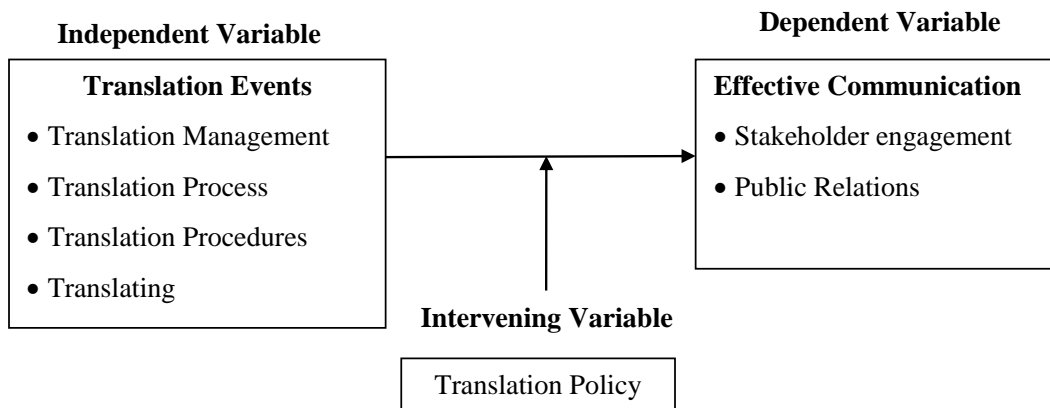 Independent Variable
Translation Events
• Translation Management
• Translation Process
• Translation Procedures
• Translating
Dependent Variable
Effective Communication
• Stakeholder engagement
• Public Relations
Intervening Variable
Translation Policy